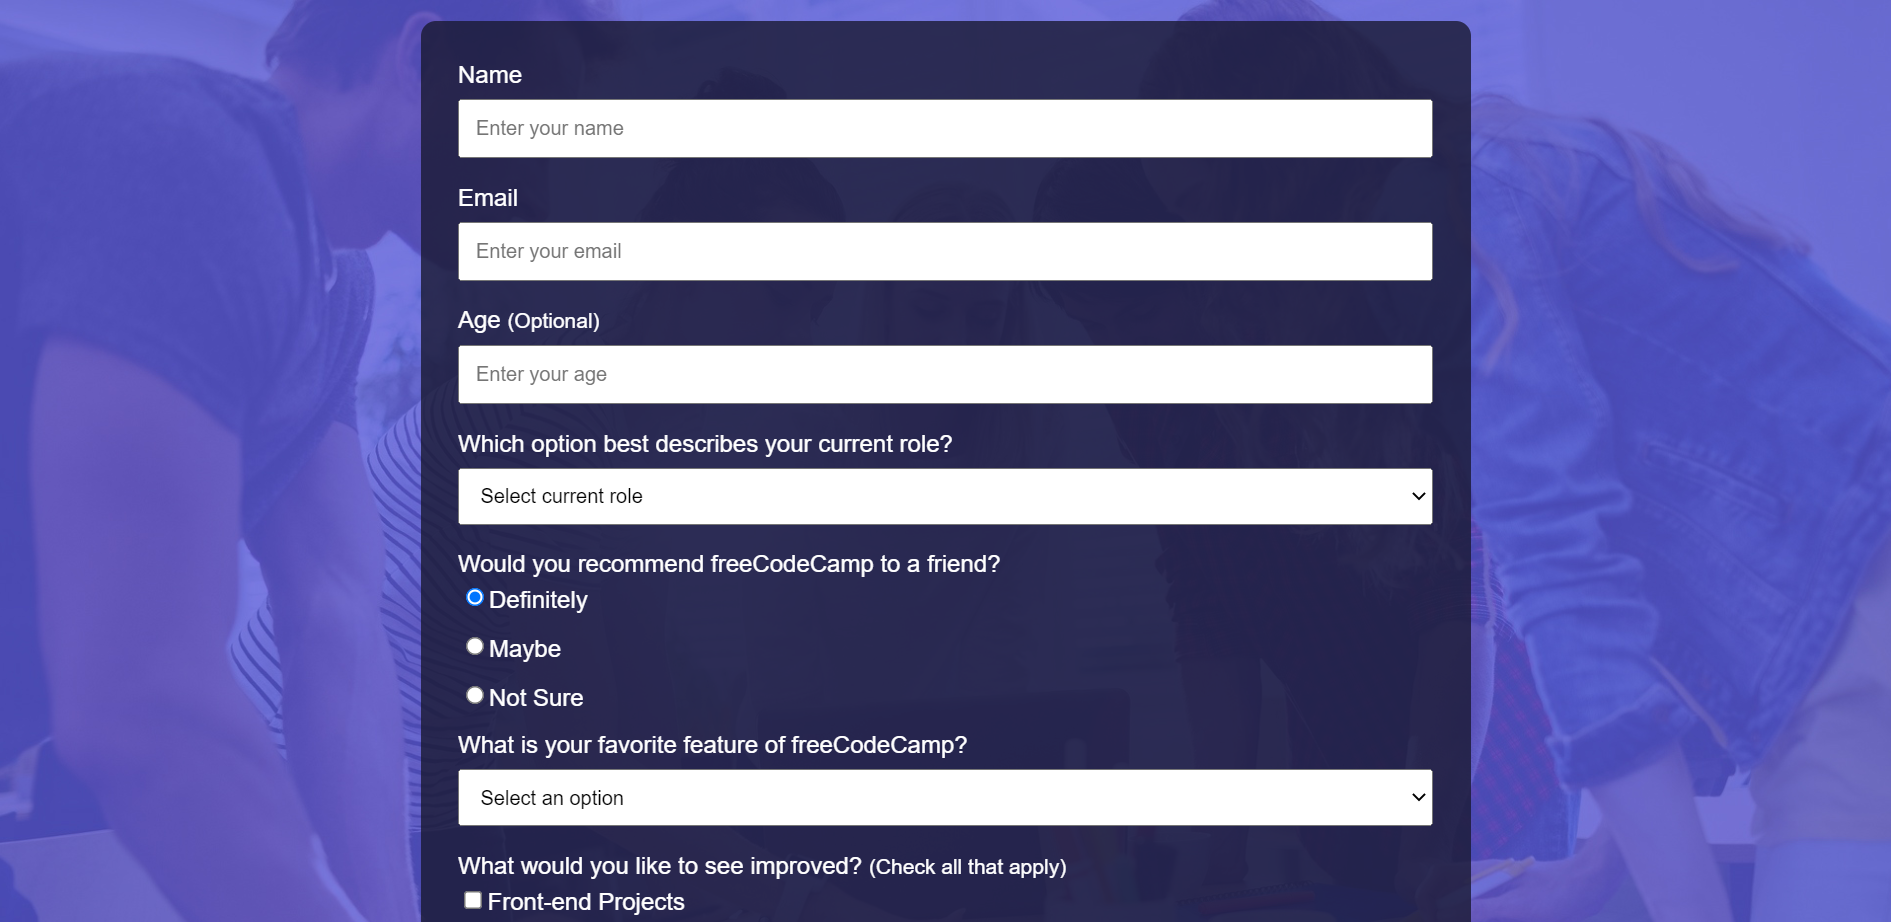 Name
Enter your name
Email
Enter your email
Age (Optional)
Enter your age
Which option best describes your current role?
Select current role
Would you recommend freeCodeCamp to a friend?
Definitely
Maybe
Not Sure
What is your favorite feature of freeCodeCamp?
Select an option
What would you like to see improved? (Check all that apply)
Front-end Projects